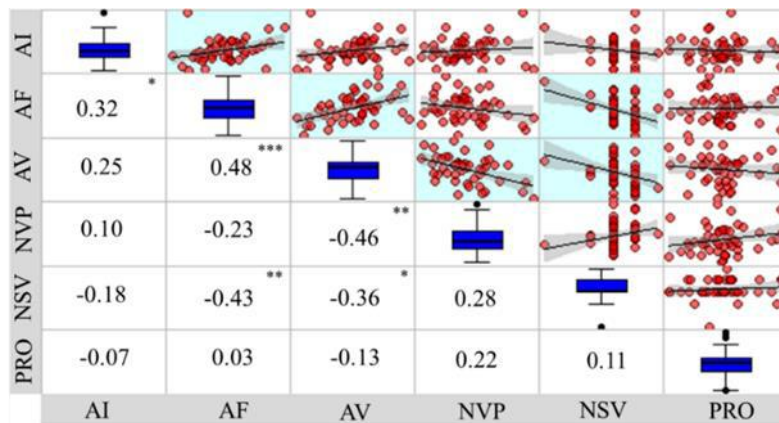 AI
AF
0.32 *
AV
0.25 0.48 ***
NVP
0.10 -0.23 -0.46 **
NSV
-0.18 -0.43 ** -0.36 * 0.28
PRO
-0.07 0.03 -0.13 0.22 0.11
AI AF AV NVP NSV PRO